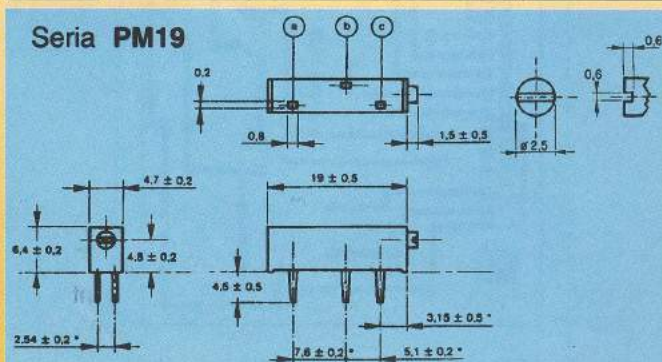 Seria PM19
a b c
0,2
0,8
1,5 ± 0,5
ø 2,5
0,6
0,6
4,7 ± 0,2
6,4 ± 0,2
4,8 ± 0,2
2,54 ± 0,2 *
19 ± 0,5
4,6 ± 0,5
3,15 ± 0,5 *
7,6 ± 0,2 *
5,1 ± 0,2 *